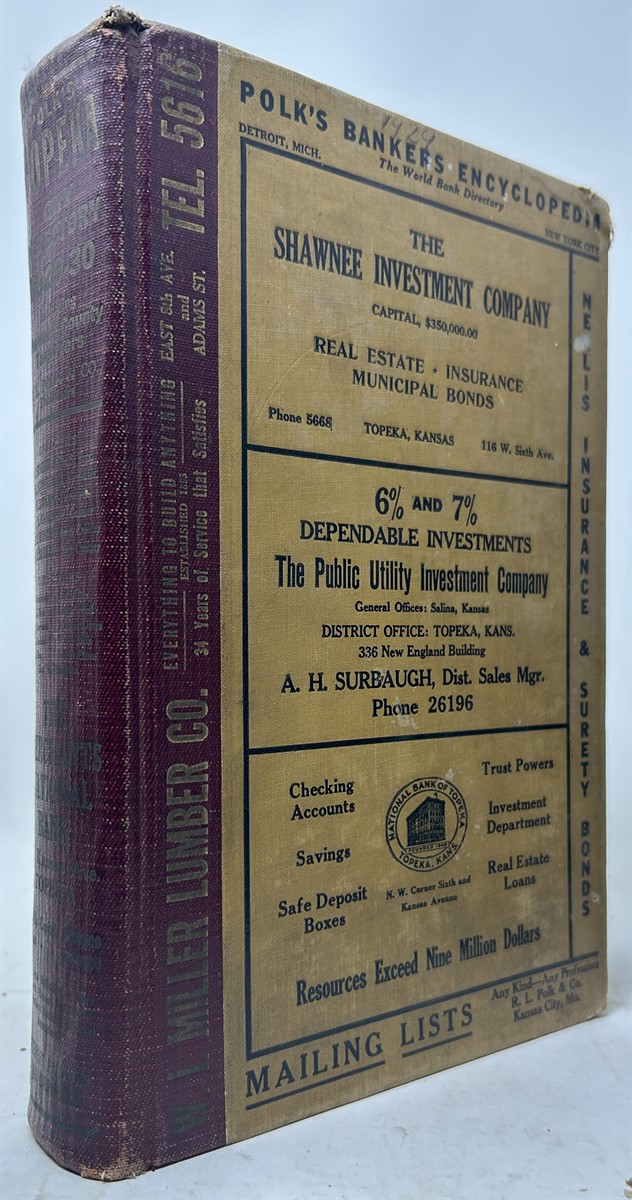 POLK'S
TOPEKA
CITY
DIRECTORY
W. I. MILLER LUMBER CO.
EVERYTHING TO BUILD ANYTHING
ESTABLISHED 1895
34 Years of Service that Satisfies
EAST 8th AVE.
and
ADAMS ST.
TEL. 5616
1929
POLK'S BANKERS ENCYCLOPEDIA
DETROIT, MICH.
The World Bank Directory
NEW YORK CITY
THE
SHAWNEE INVESTMENT COMPANY
CAPITAL, $350,000.00
REAL ESTATE - INSURANCE
MUNICIPAL BONDS
Phone 5668
TOPEKA, KANSAS
116 W. Sixth Ave.
6% AND 7%
DEPENDABLE INVESTMENTS
The Public Utility Investment Company
General Offices: Salina, Kansas
DISTRICT OFFICE: TOPEKA, KANS.
336 New England Building
A. H. SURBAUGH, Dist. Sales Mgr.
Phone 26196
Checking
Accounts
Savings
Safe Deposit
Boxes
NATIONAL BANK OF TOPEKA
TOPEKA, KANS.
N. W. Corner Sixth and
Kansas Avenue
Trust Powers
Investment
Department
Real Estate
Loans
Resources Exceed Nine Million Dollars
NELLIS INSURANCE & SURETY BONDS
MAILING LISTS
Any Kind—Any Profession
R. L. Polk & Co.
Kansas City, Mo.